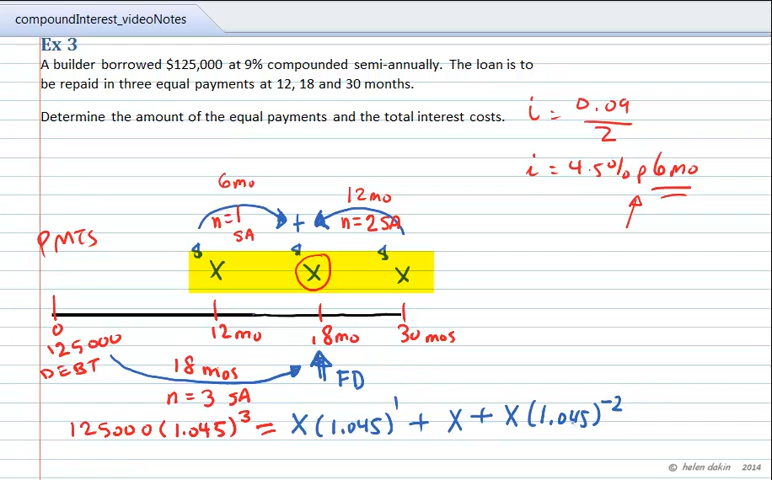 compoundInterest_videoNotes
Ex 3
A builder borrowed $125,000 at 9% compounded semi-annually. The loan is to
be repaid in three equal payments at 12, 18 and 30 months.
Determine the amount of the equal payments and the total interest costs.
i = 0.09
2
i = 4.5% p 6mo
6mo
12mo
n=1
SA
+
n=2 SA
PMTS
$ X
$ X
$ X
0
12mo
18mo
30 mos
125000
DEBT
18 mos
n = 3 SA
FD
125000(1.045)^3 = X(1.045)^1 + X + X(1.045)^-2
© helen dakin 2014